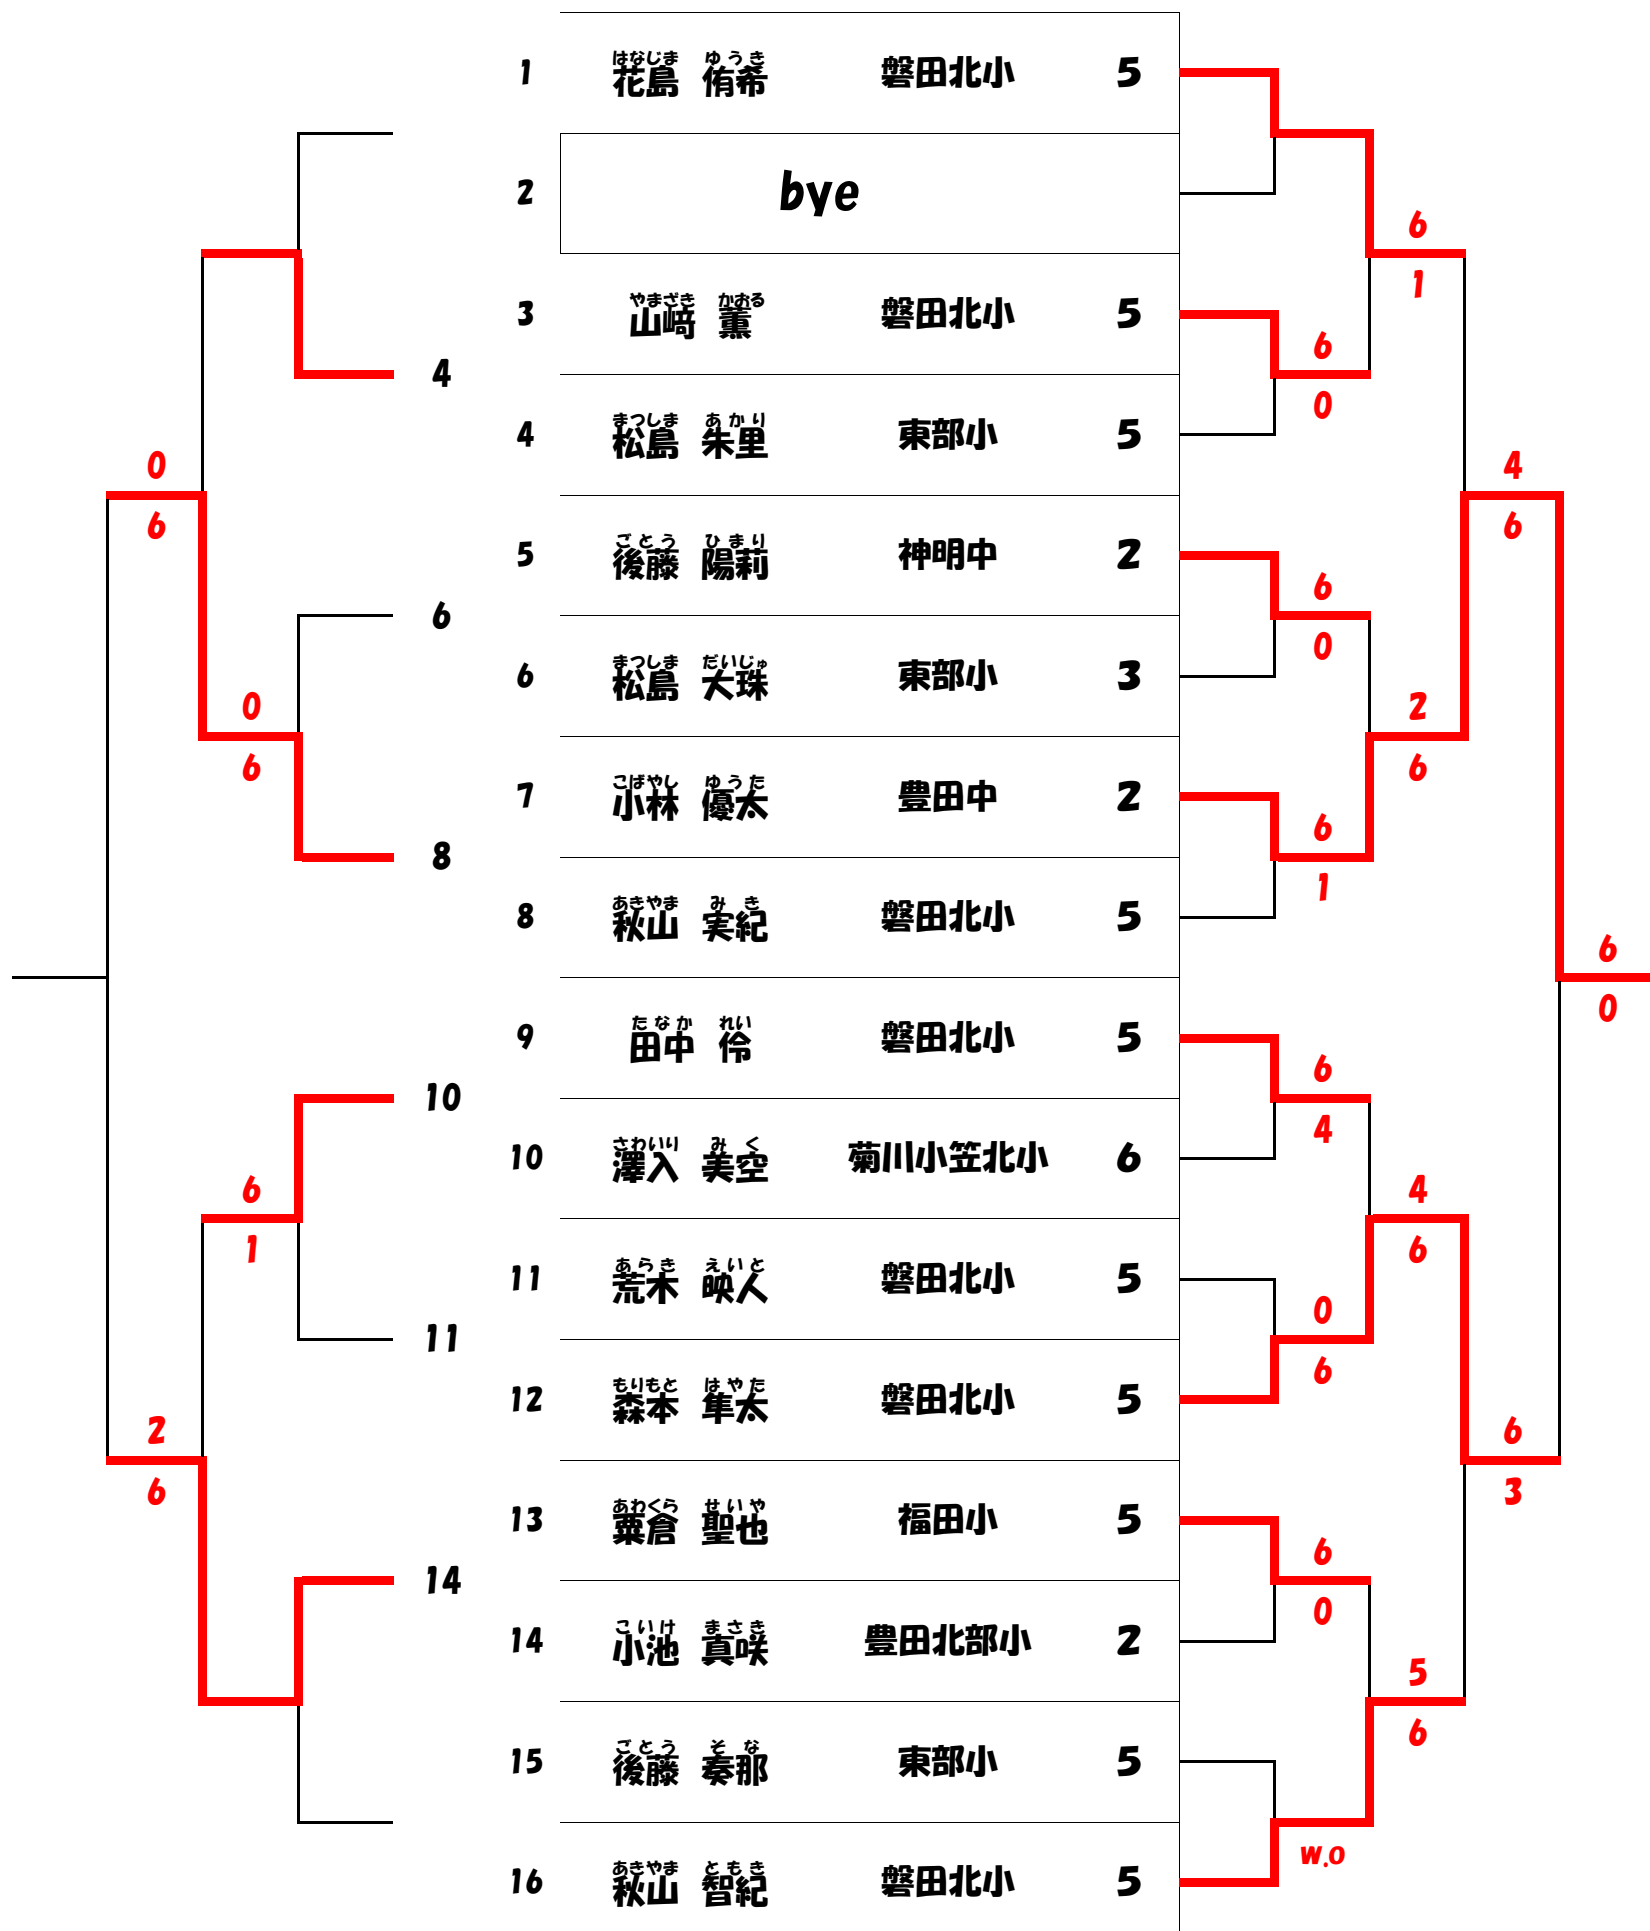 はなじま ゆうき
1 花島 侑希 磐田北小 5
2 bye
6
1
やまざき かおる
3 山﨑 薫 磐田北小 5
6
4
0
まつしま あかり
4 松島 朱里 東部小 5
0
4
6
6
ごとう ひまり
5 後藤 陽莉 神明中 2
6
6
0
まつしま だいじゅ
6 松島 大珠 東部小 3
0
2
6
6
こばやし ゆうた
7 小林 優太 豊田中 2
6
8
1
あきやま みき
8 秋山 実紀 磐田北小 5
6
0
たなか れい
9 田中 伶 磐田北小 5
6
10
4
さわいり みく
10 澤入 美空 菊川小笠北小 6
6
4
1
6
あらき えいと
11 荒木 映人 磐田北小 5
0
11
6
もりもと はやた
12 森本 隼太 磐田北小 5
2
6
6
3
あわくら せいや
13 粟倉 聖也 福田小 5
6
14
0
こいけ まさき
14 小池 真咲 豊田北部小 2
5
6
ごとう そな
15 後藤 奏那 東部小 5
w.o
あきやま ともき
16 秋山 智紀 磐田北小 5